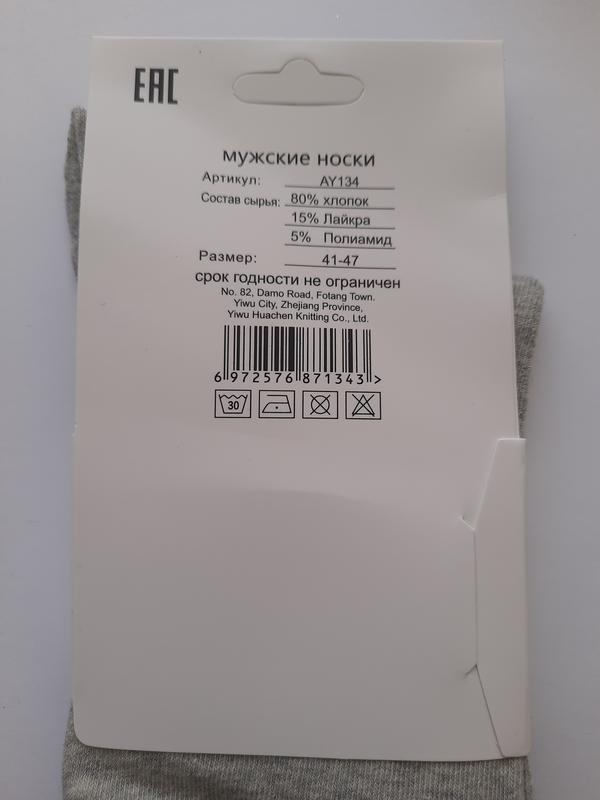 EAC
мужские носки
Артикул: AY134
Состав сырья: 80% хлопок
15% Лайкра
5% Полиамид
Размер: 41-47
срок годности не ограничен
No. 82, Damo Road, Fotang Town.
Yiwu City, Zhejiang Province,
Yiwu Huachen Knitting Co., Ltd.
6 972576 871343 >
30